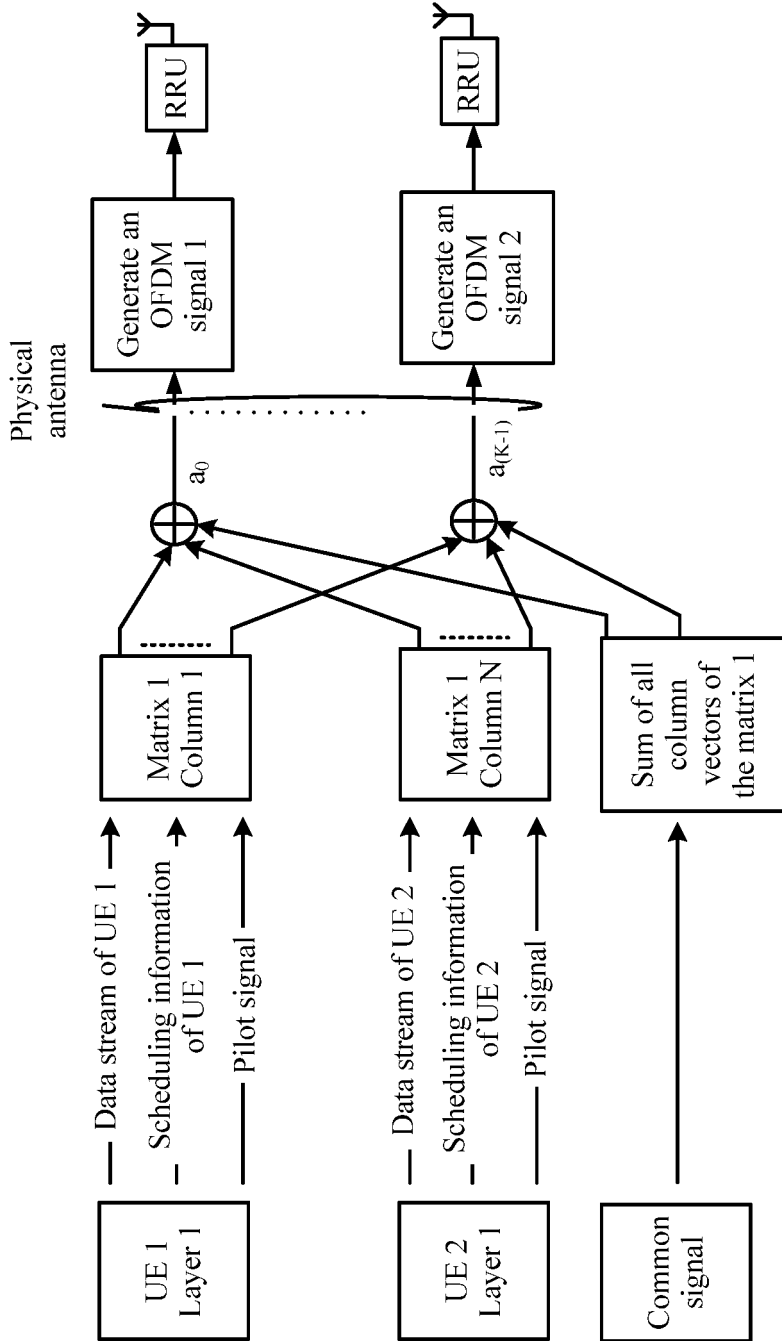 UE 1
Layer 1
Data stream of UE 1
Scheduling information
of UE 1
Pilot signal
Matrix 1
Column 1
a0
Physical
antenna
Generate an
OFDM
signal 1
RRU
UE 2
Layer 1
Data stream of UE 2
Scheduling information
of UE 2
Pilot signal
Matrix 1
Column N
a(K-1)
Generate an
OFDM
signal 2
RRU
Common
signal
Sum of all
column
vectors of
the matrix 1